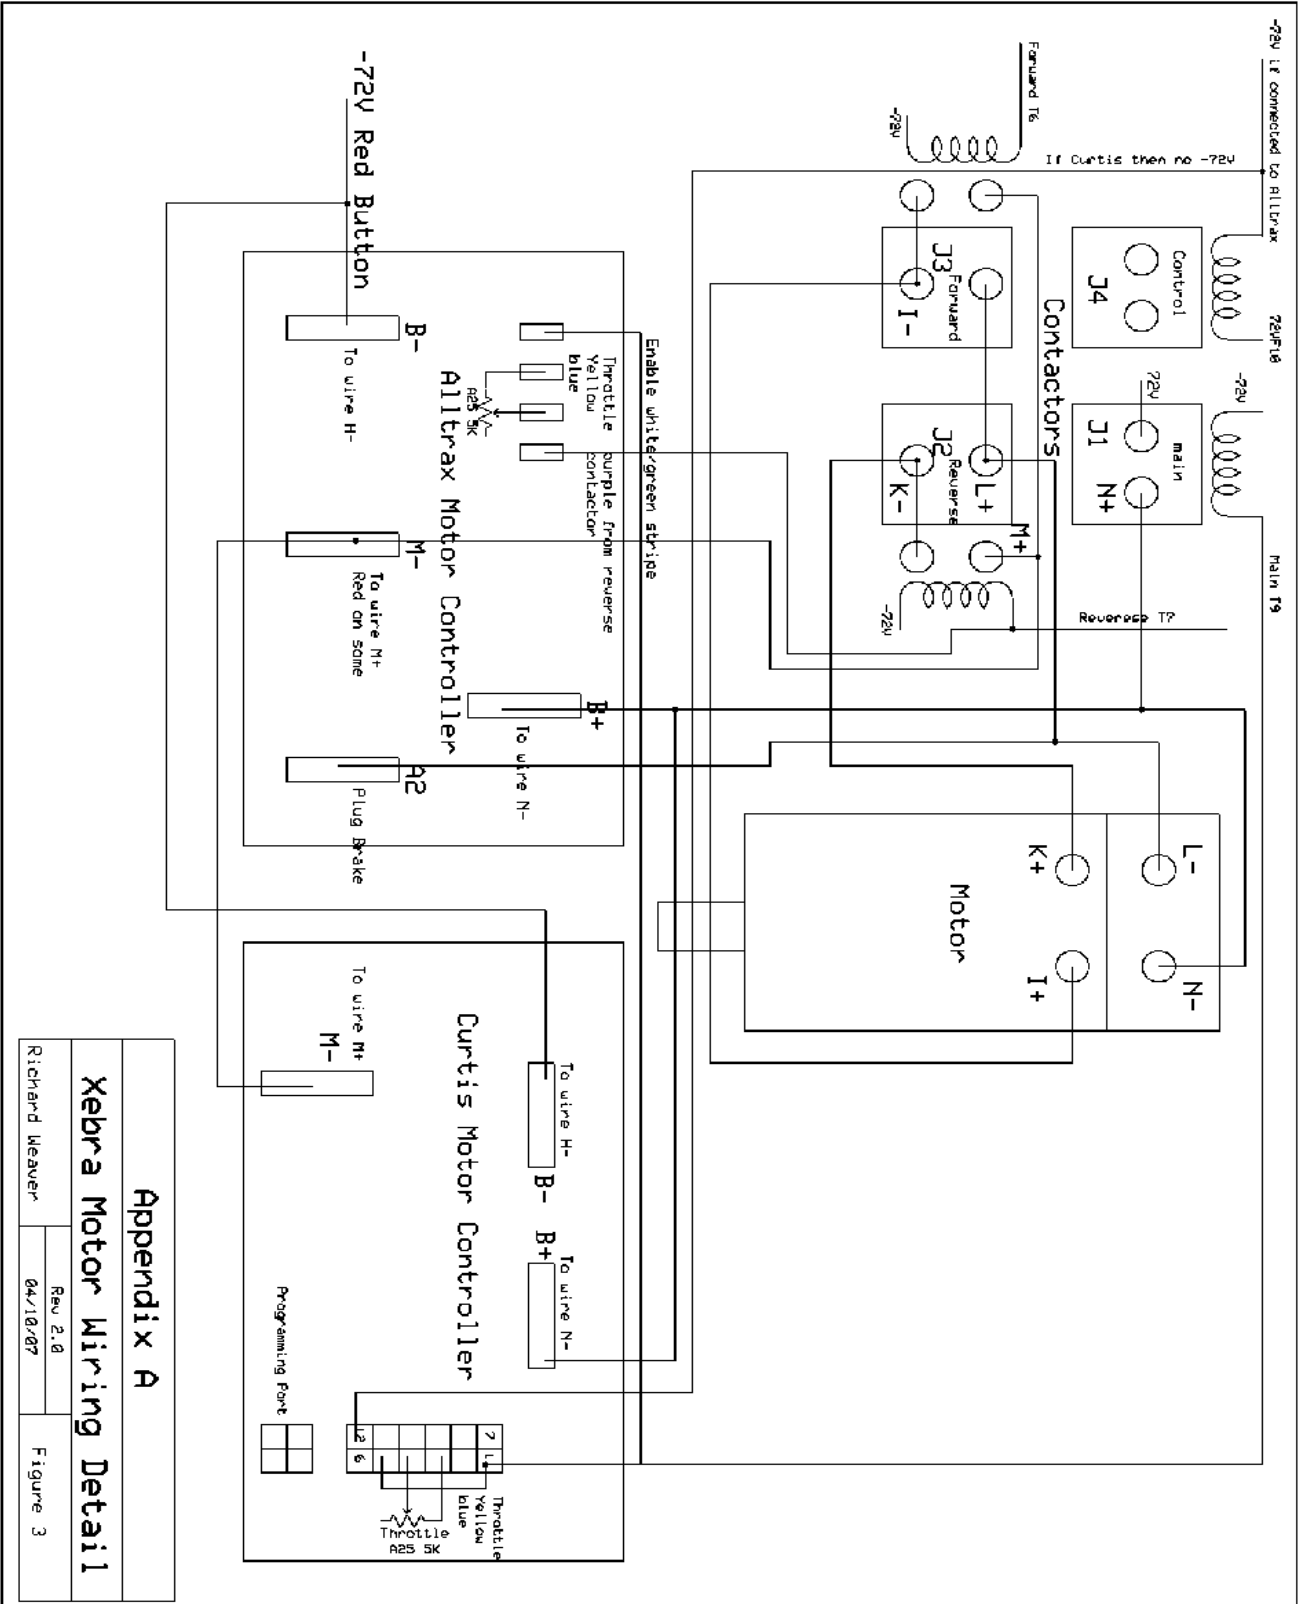 -72V if connected to Alltrax
72VF10
-72V
Main T9
Control
J4
72V
main
J1
N+
Contactors
Forward T6
-72V
If Curtis then no -72V
J3
Forward
I-
J2
Reverse
L+
K-
M+
-72V
Reverese T7
L-
N-
K+
I+
Motor
-72V Red Button
Enable white/green stripe
Throttle
Yellow
blue
purple from reverse
contactor
A25 5K
Alltrax Motor Controller
B-
To wire H-
M-
To wire M+
Red on same
B+
To wire N-
A2
Plug Brake
To wire H-
B-
To wire N-
B+
Curtis Motor Controller
To wire M+
M-
Programming Port
7
1
12
6
Throttle
Yellow
blue
Throttle
A25 5K
Appendix A
Xebra Motor Wiring Detail
Richard Weaver
Rev 2.0
04/10/07
Figure 3